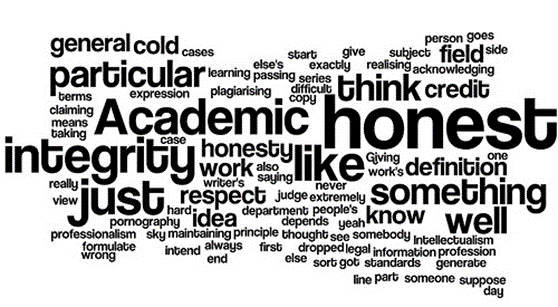 person goes
general cold cases start give subject field side
else's exactly realising
particular learning passing series acknowledging
terms expression plagiarising difficult think credit
claiming copy
means Academic honest
taking
integrity case honesty like Giving one
work also work's definition
really writer's saying never
view just respect judge extremely something
hard idea department people's know well
pornography depends yeah
professionalism sky maintaining principle thought see somebody Intellectualism
formulate intend always first dropped legal information profession
wrong end else sort got standards generate
line part someone suppose
day